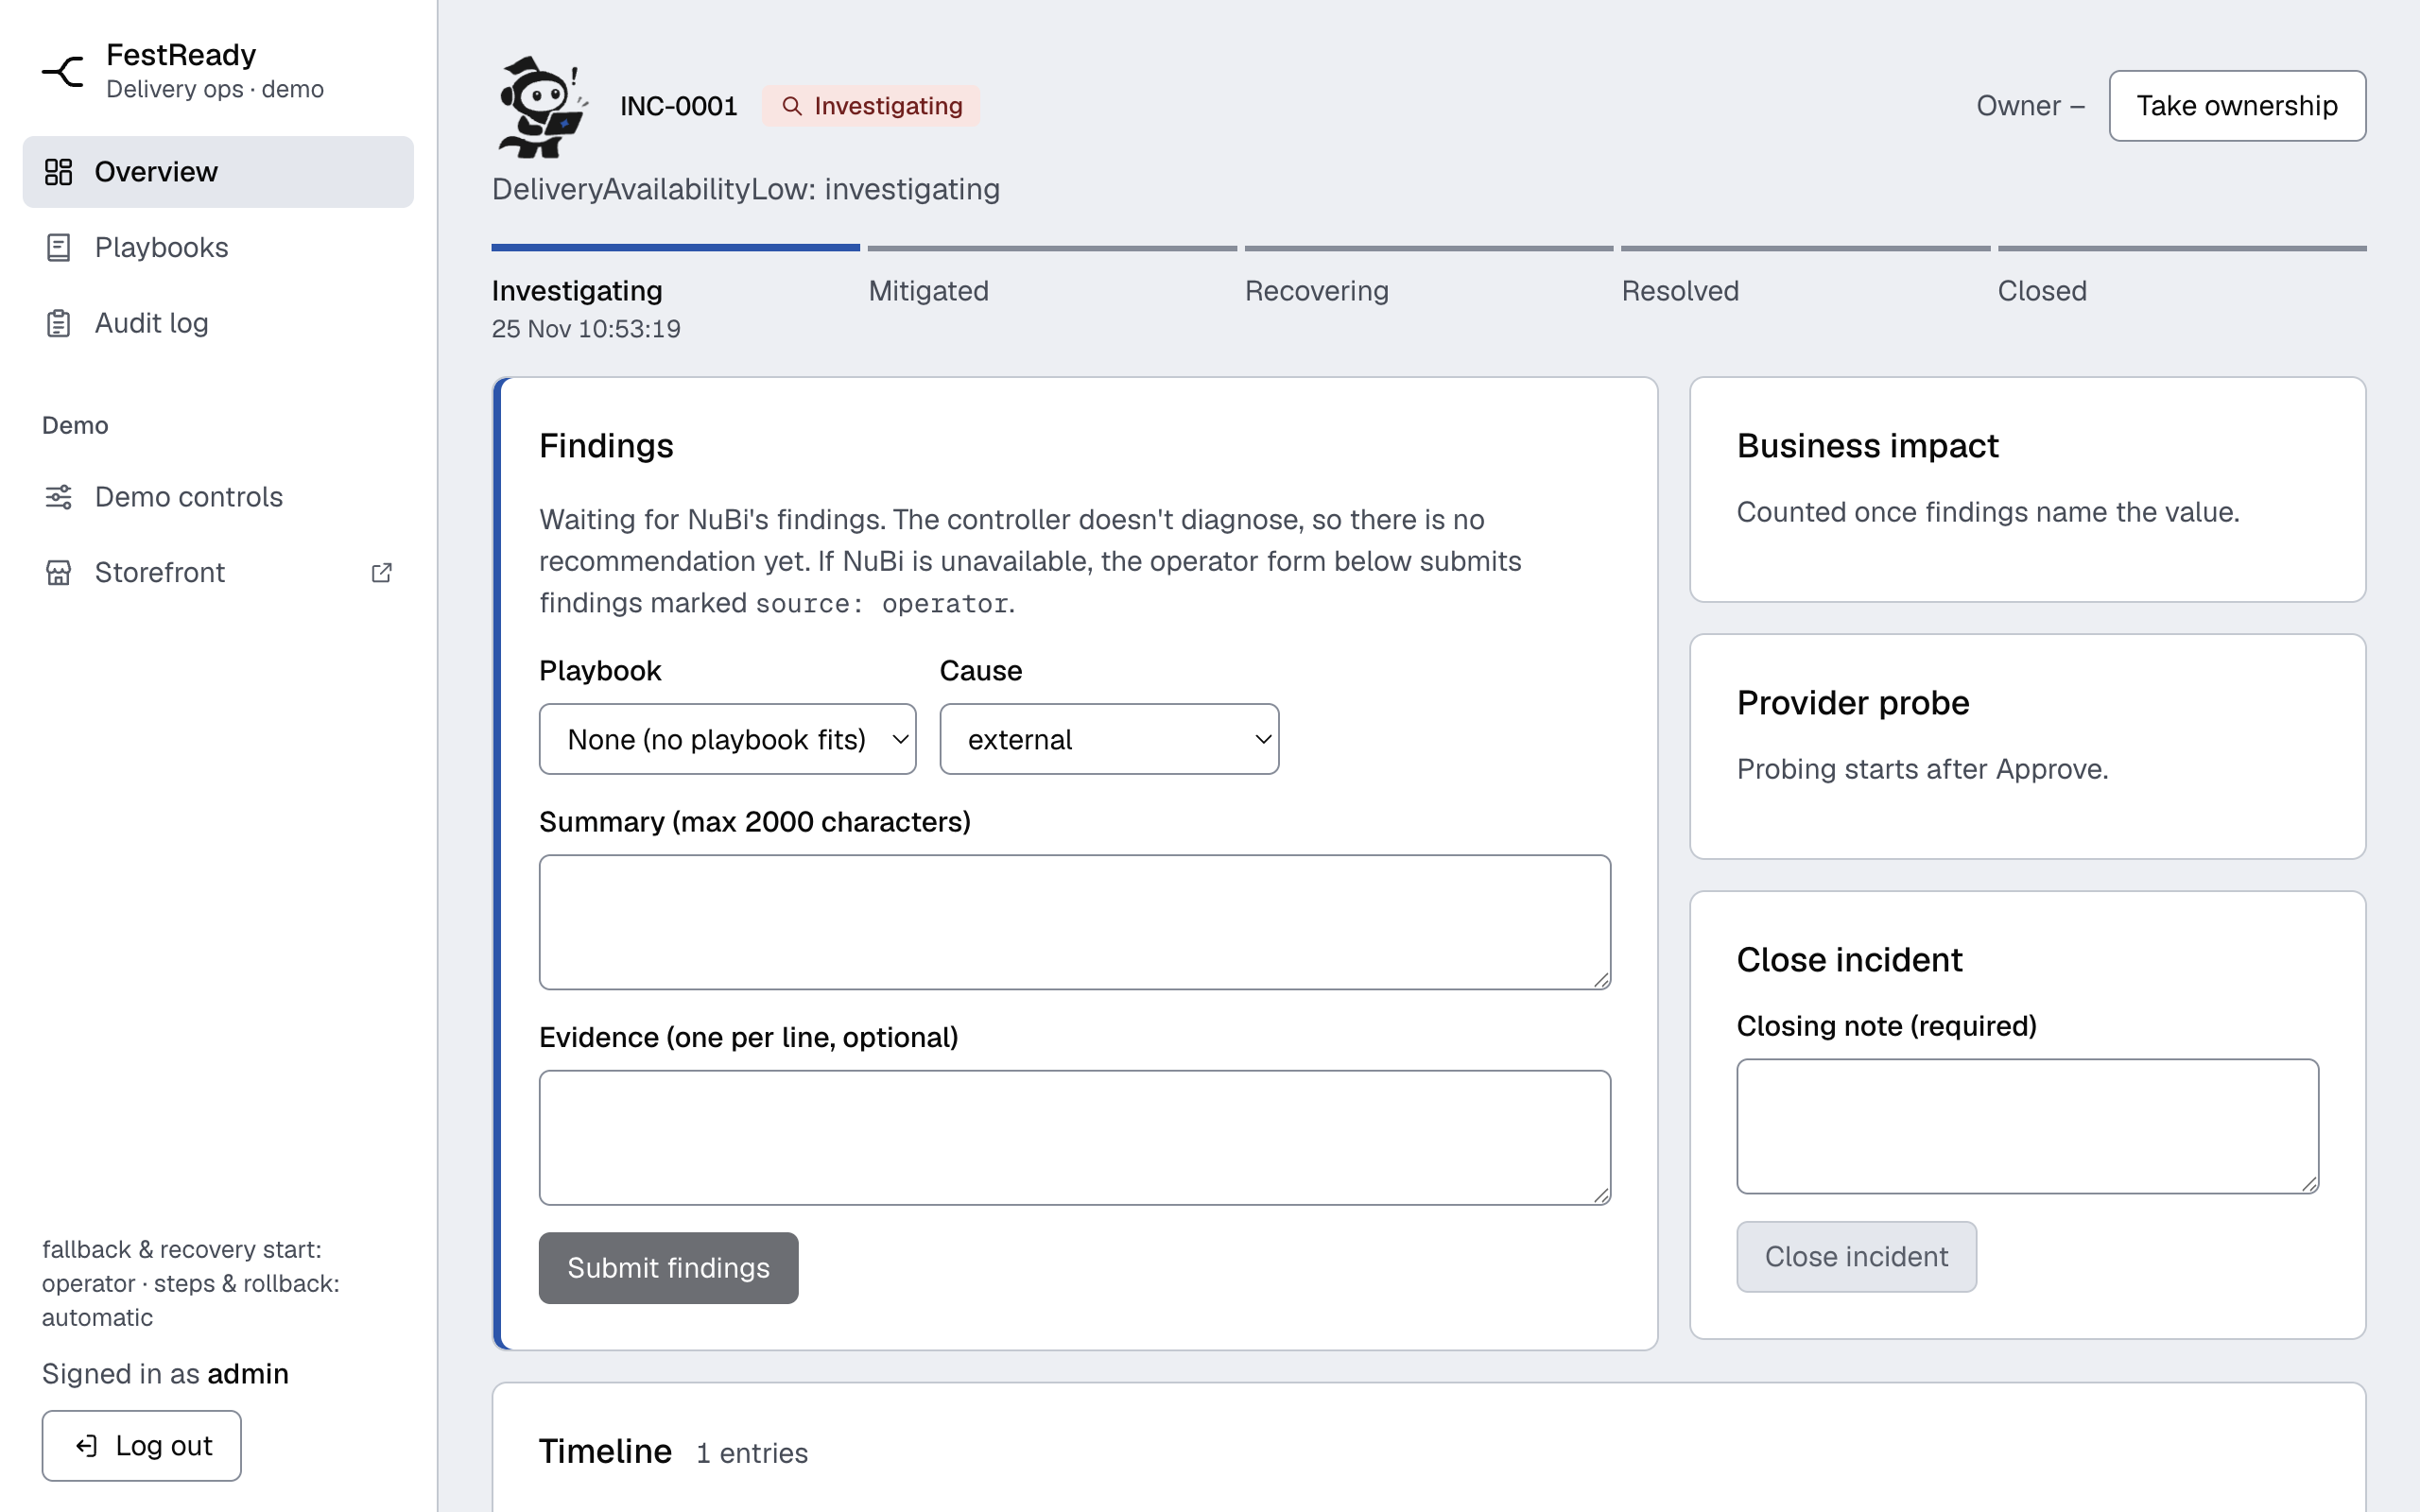 FestReady
Delivery ops · demo
Overview
Playbooks
Audit log
Demo
Demo controls
Storefront
fallback & recovery start:
operator · steps & rollback:
automatic
Signed in as admin
Log out
INC-0001
Investigating
Owner –
Take ownership
DeliveryAvailabilityLow: investigating
Investigating
25 Nov 10:53:19
Mitigated
Recovering
Resolved
Closed
Findings
Waiting for NuBi's findings. The controller doesn't diagnose, so there is no
recommendation yet. If NuBi is unavailable, the operator form below submits
findings marked source: operator.
Playbook
Cause
None (no playbook fits)
external
Summary (max 2000 characters)
Evidence (one per line, optional)
Submit findings
Business impact
Counted once findings name the value.
Provider probe
Probing starts after Approve.
Close incident
Closing note (required)
Close incident
Timeline 1 entries